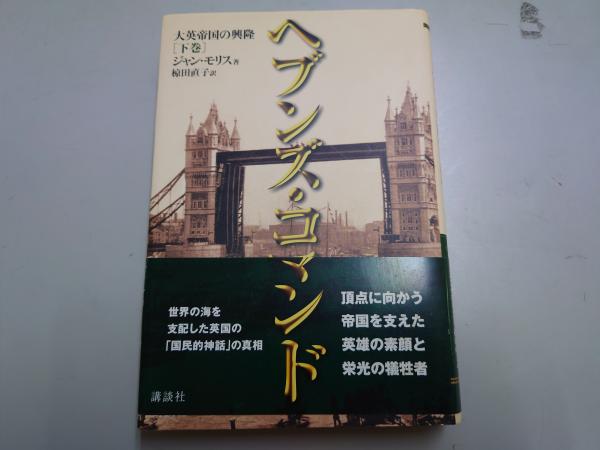 大英帝国の興隆
[下巻]
ジャン・モリス著
椋田直子訳
ヘブンズ・コマンド
頂点に向かう
帝国を支えた
英雄の素顔と
栄光の犠牲者
世界の海を
支配した英国の
「国民的神話」の真相
講談社